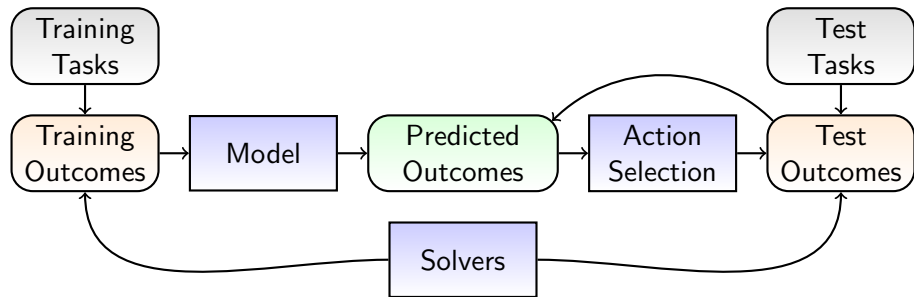 Training
Tasks
Test
Tasks
Training
Outcomes
Model
Predicted
Outcomes
Action
Selection
Test
Outcomes
Solvers